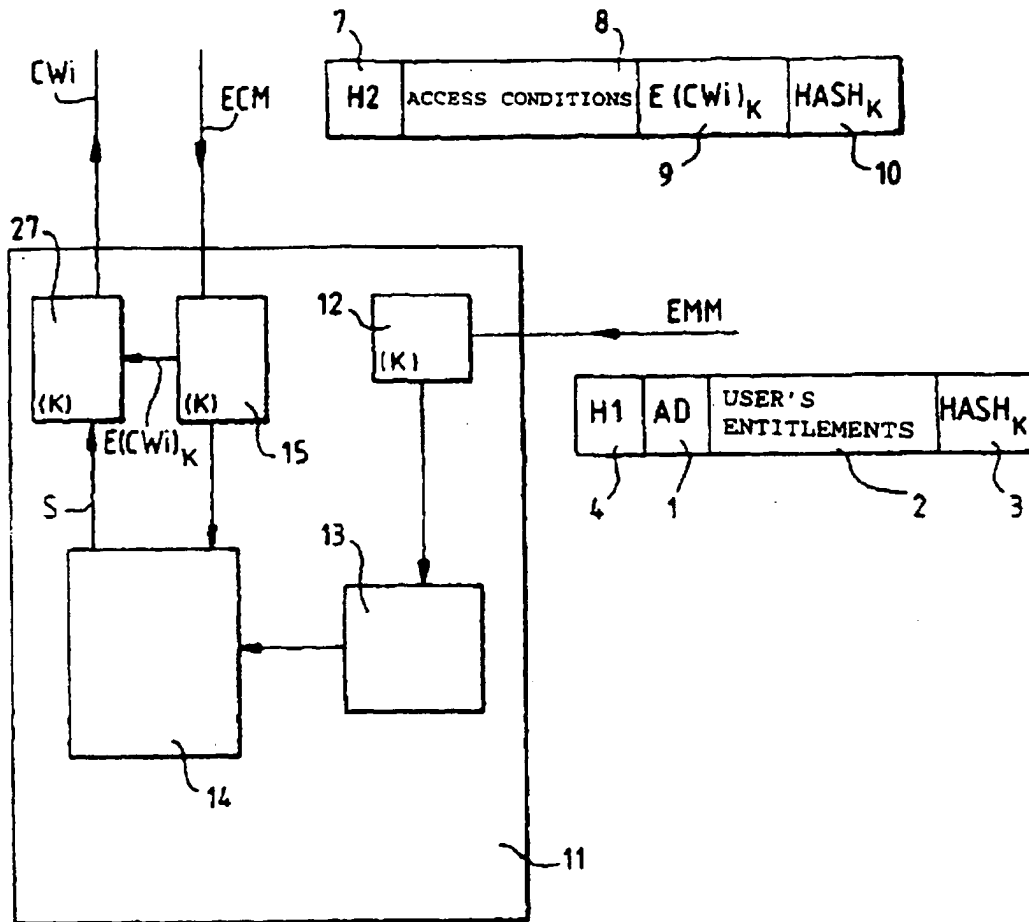 7
8
CWi
ECM
H2 ACCESS CONDITIONS E(CWi)K HASHK
9
10
27
12
EMM
(K)
(K)
(K)
E(CWi)K
15
H1 AD USER'S ENTITLEMENTS HASHK
4
1
2
3
S
13
14
11